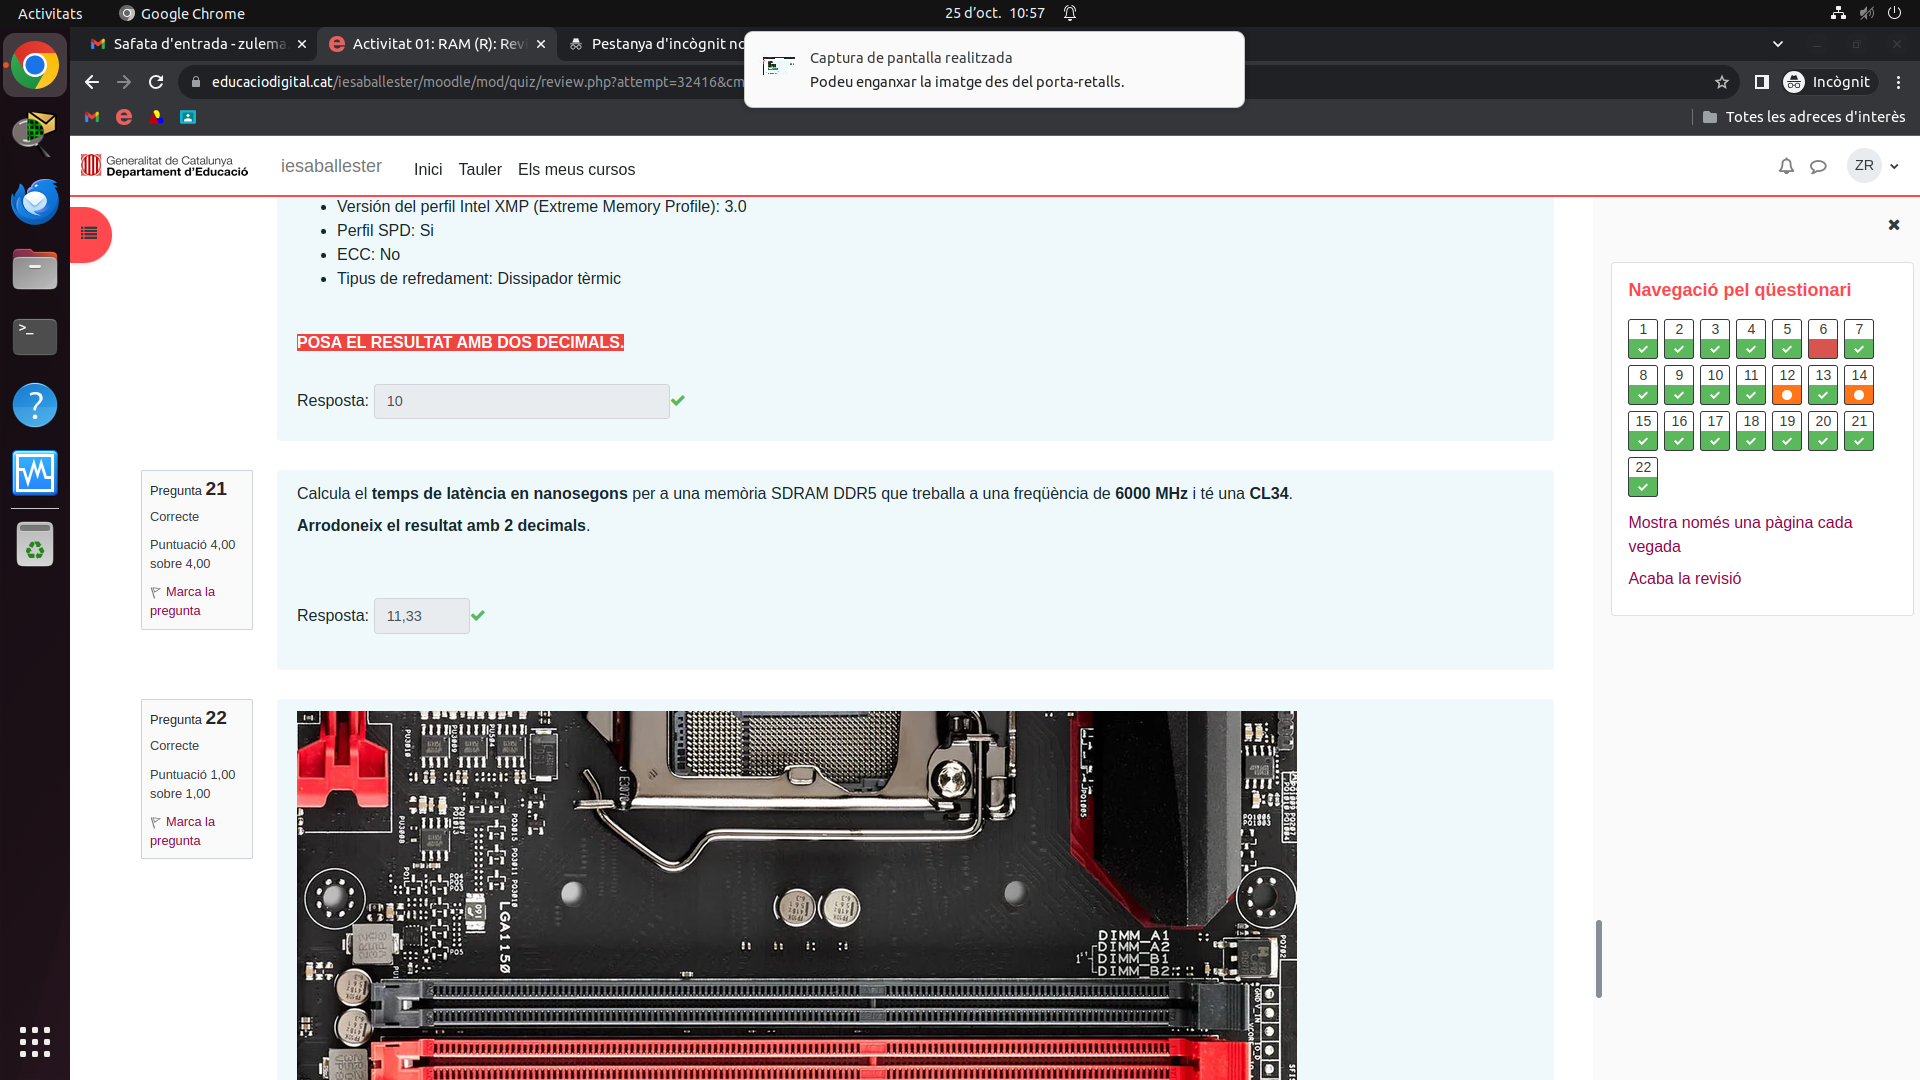 Activitats
Google Chrome
25 d'oct. 10:57
Safata d'entrada - zulema
Activitat 01: RAM (R): Rev
Pestanya d'incògnit no
Captura de pantalla realitzada
Podeu enganxar la imatge des del porta-retalls.
educaciodigital.cat/iesaballester/moodle/mod/quiz/review.php?attempt=32416&cm
Incògnit
Totes les adreces d'interès
Generalitat de Catalunya
Departament d'Educació
iesaballester
Inici
Tauler
Els meus cursos
ZR
Versión del perfil Intel XMP (Extreme Memory Profile): 3.0
Perfil SPD: Si
ECC: No
Tipus de refredament: Dissipador tèrmic
POSA EL RESULTAT AMB DOS DECIMALS.
Resposta: 10
Pregunta 21
Correcte
Puntuació 4,00
sobre 4,00
Marca la
pregunta
Calcula el temps de latència en nanosegons per a una memòria SDRAM DDR5 que treballa a una freqüència de 6000 MHz i té una CL34.
Arrodoneix el resultat amb 2 decimals.
Resposta: 11,33
Pregunta 22
Correcte
Puntuació 1,00
sobre 1,00
Marca la
pregunta
LGA1150
DIMM_A1
DIMM_A2
DIMM_B1
DIMM_B2
Navegació pel qüestionari
1 2 3 4 5 6 7
8 9 10 11 12 13 14
15 16 17 18 19 20 21
22
Mostra només una pàgina cada
vegada
Acaba la revisió